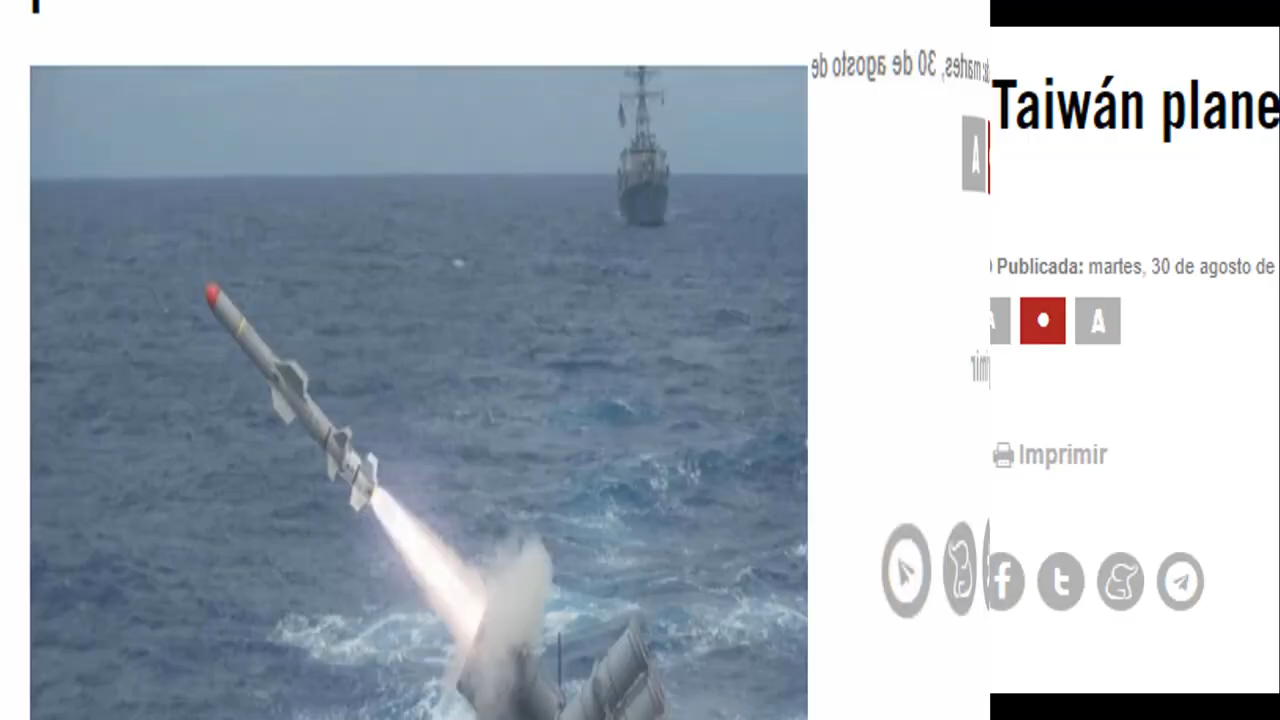 Taiwán plane
Publicada: martes, 30 de agosto de
A A
Imprimir
martes, 30 de agosto de
A